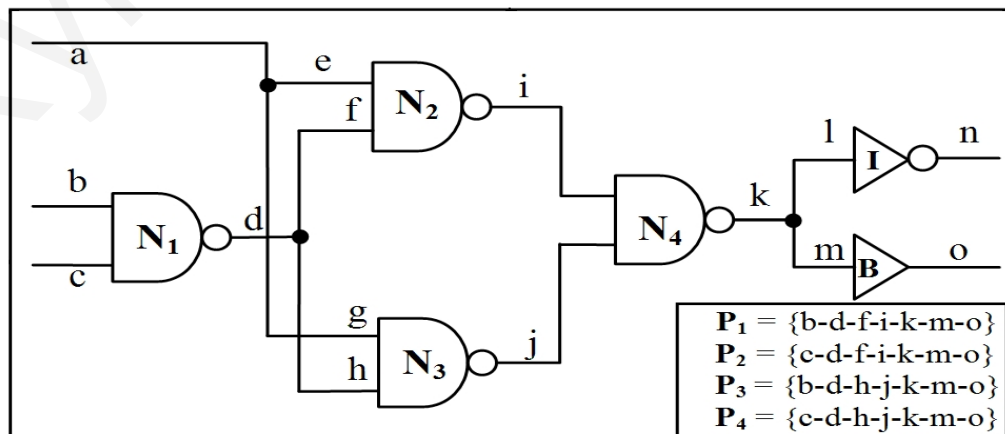 a
e
f
N₂
i
b
c
N₁
d
g
h
N₃
j
N₄
k
l
I
n
m
B
o
P₁ = {b-d-f-i-k-m-o}
P₂ = {c-d-f-i-k-m-o}
P₃ = {b-d-h-j-k-m-o}
P₄ = {c-d-h-j-k-m-o}